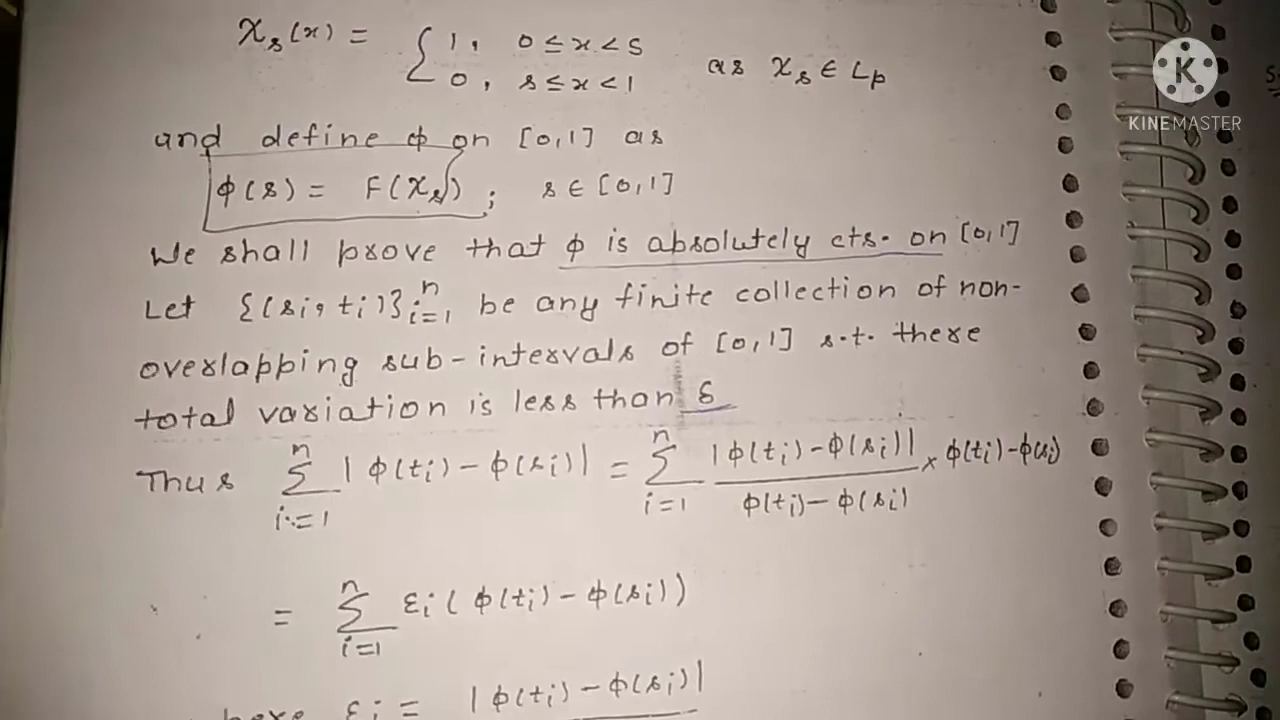 χₛ(x) = { 1, 0 ≤ x < s
0, s ≤ x < 1 as χₛ ∈ Lp
KINEMASTER
and define ϕ on [0,1] as
ϕ(s) = F(χₛ) ; s ∈ [0,1]
We shall prove that ϕ is absolutely cts. on [0,1]
Let {(si, ti)}ⁿi=1 be any finite collection of non-
overlapping sub-intervals of [0,1] s.t. there
total variation is less than δ
Thus n∑i=1 |ϕ(ti) - ϕ(si)| = n∑i=1 |ϕ(ti) - ϕ(si)| / ϕ(ti) - ϕ(si) × ϕ(ti) - ϕ(si)
= n∑i=1 εi ( ϕ(ti) - ϕ(si))
εi = |ϕ(ti) - ϕ(si)|